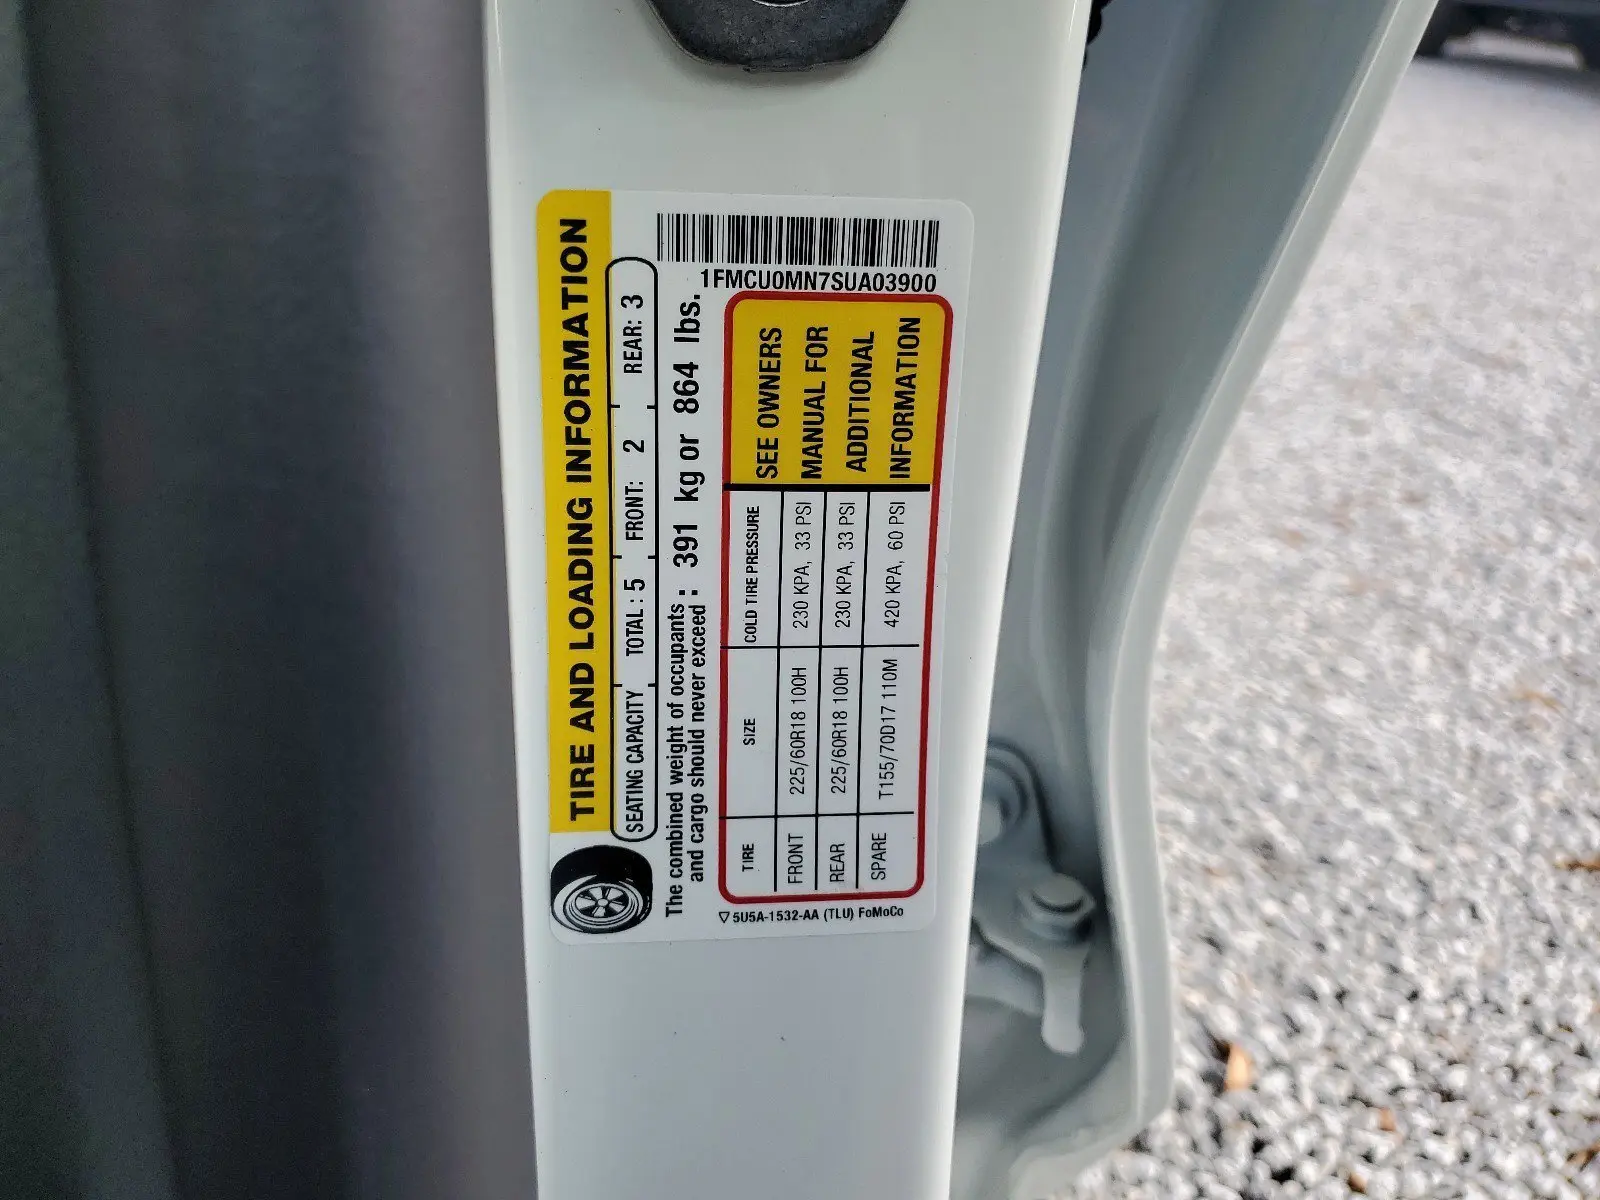 TIRE AND LOADING INFORMATION
SEATING CAPACITY TOTAL : 5 FRONT: 2 REAR: 3
The combined weight of occupants
and cargo should never exceed : 391 kg or 864 lbs.
1FMCU0MN7SUA03900
TIRE SIZE COLD TIRE PRESSURE
FRONT 225/60R18 100H 230 KPA, 33 PSI
REAR 225/60R18 100H 230 KPA, 33 PSI
SPARE T155/70D17 110M 420 KPA, 60 PSI
SEE OWNERS
MANUAL FOR
ADDITIONAL
INFORMATION
5U5A-1532-AA (TLU) FoMoCo